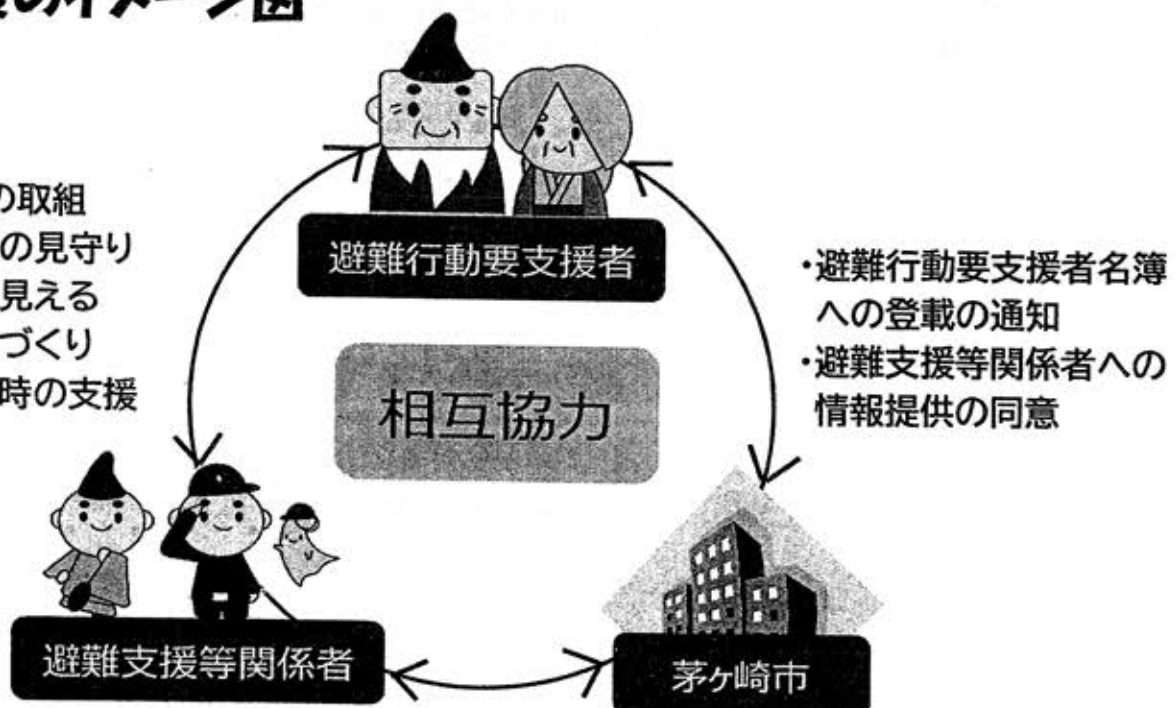 のイメージ図
の取組
の見守り
見える
づくり
時の支援
避難行動要支援者
・避難行動要支援者名簿
への登載の通知
・避難支援等関係者への
情報提供の同意
相互協力
避難支援等関係者
茅ヶ崎市